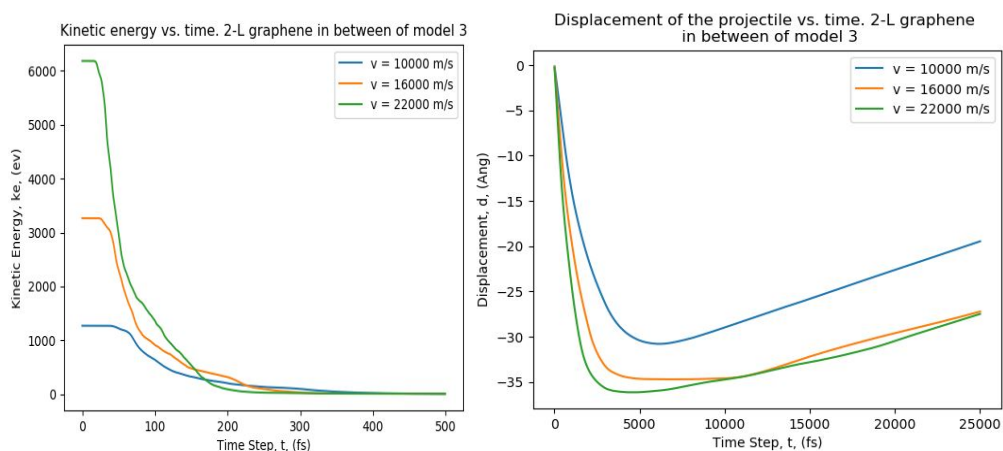 Kinetic energy vs. time. 2-L graphene in between of model 3
Kinetic Energy, ke, (ev)
6000
5000
4000
3000
2000
1000
0
v = 10000 m/s
v = 16000 m/s
v = 22000 m/s
0 100 200 300 400 500
Time Step, t, (fs)
Displacement of the projectile vs. time. 2-L graphene
in between of model 3
Displacement, d, (Ang)
0
−5
−10
−15
−20
−25
−30
−35
v = 10000 m/s
v = 16000 m/s
v = 22000 m/s
0 5000 10000 15000 20000 25000
Time Step, t, (fs)